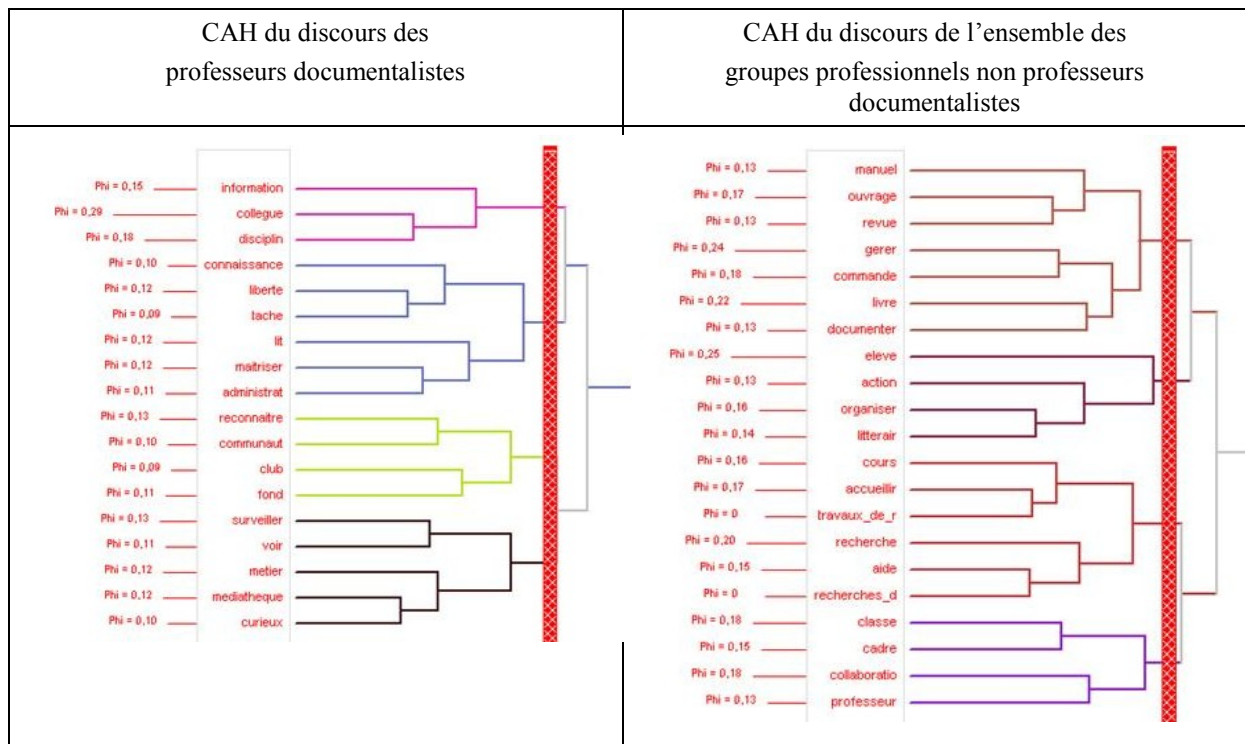 CAH du discours des
professeurs documentalistes
CAH du discours de l’ensemble des
groupes professionnels non professeurs
documentalistes
Phi = 0,15 information
Phi = 0,29 collegue
Phi = 0,18 disciplin
Phi = 0,10 connaissance
Phi = 0,12 liberte
Phi = 0,09 tache
Phi = 0,12 lit
Phi = 0,12 maitriser
Phi = 0,11 administrat
Phi = 0,13 reconnaitre
Phi = 0,10 communaut
Phi = 0,09 club
Phi = 0,11 fond
Phi = 0,13 surveiller
Phi = 0,11 voir
Phi = 0,12 metier
Phi = 0,12 mediatheque
Phi = 0,10 curieux
Phi = 0,13 manuel
Phi = 0,17 ouvrage
Phi = 0,13 revue
Phi = 0,24 gerer
Phi = 0,18 commande
Phi = 0,22 livre
Phi = 0,13 documenter
Phi = 0,25 eleve
Phi = 0,13 action
Phi = 0,16 organiser
Phi = 0,14 litterair
Phi = 0,16 cours
Phi = 0,17 accueillir
Phi = 0 travaux_de_r
Phi = 0,20 recherche
Phi = 0,15 aide
Phi = 0 recherches_d
Phi = 0,18 classe
Phi = 0,15 cadre
Phi = 0,18 collaboratio
Phi = 0,13 professeur